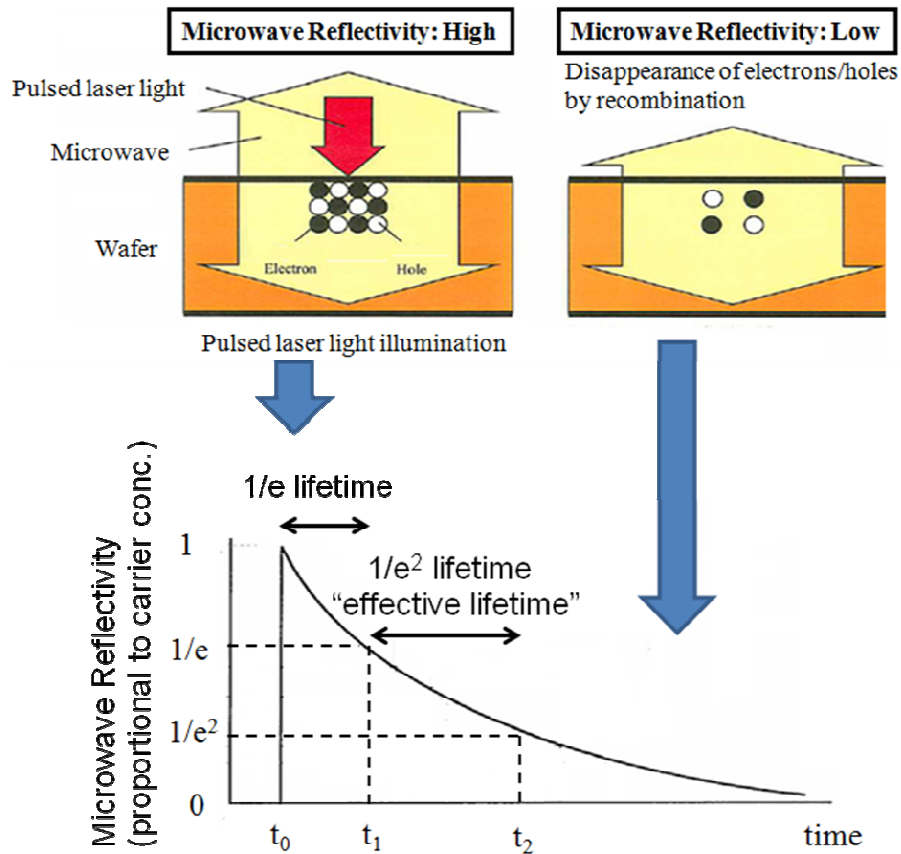 Microwave Reflectivity: High
Microwave Reflectivity: Low
Pulsed laser light
Disappearance of electrons/holes
by recombination
Microwave
Wafer
Electron
Hole
Pulsed laser light illumination
Microwave Reflectivity
(proportional to carrier conc.)
1/e lifetime
1/e² lifetime
“effective lifetime”
1
1/e
1/e²
0
t₀
t₁
t₂
time